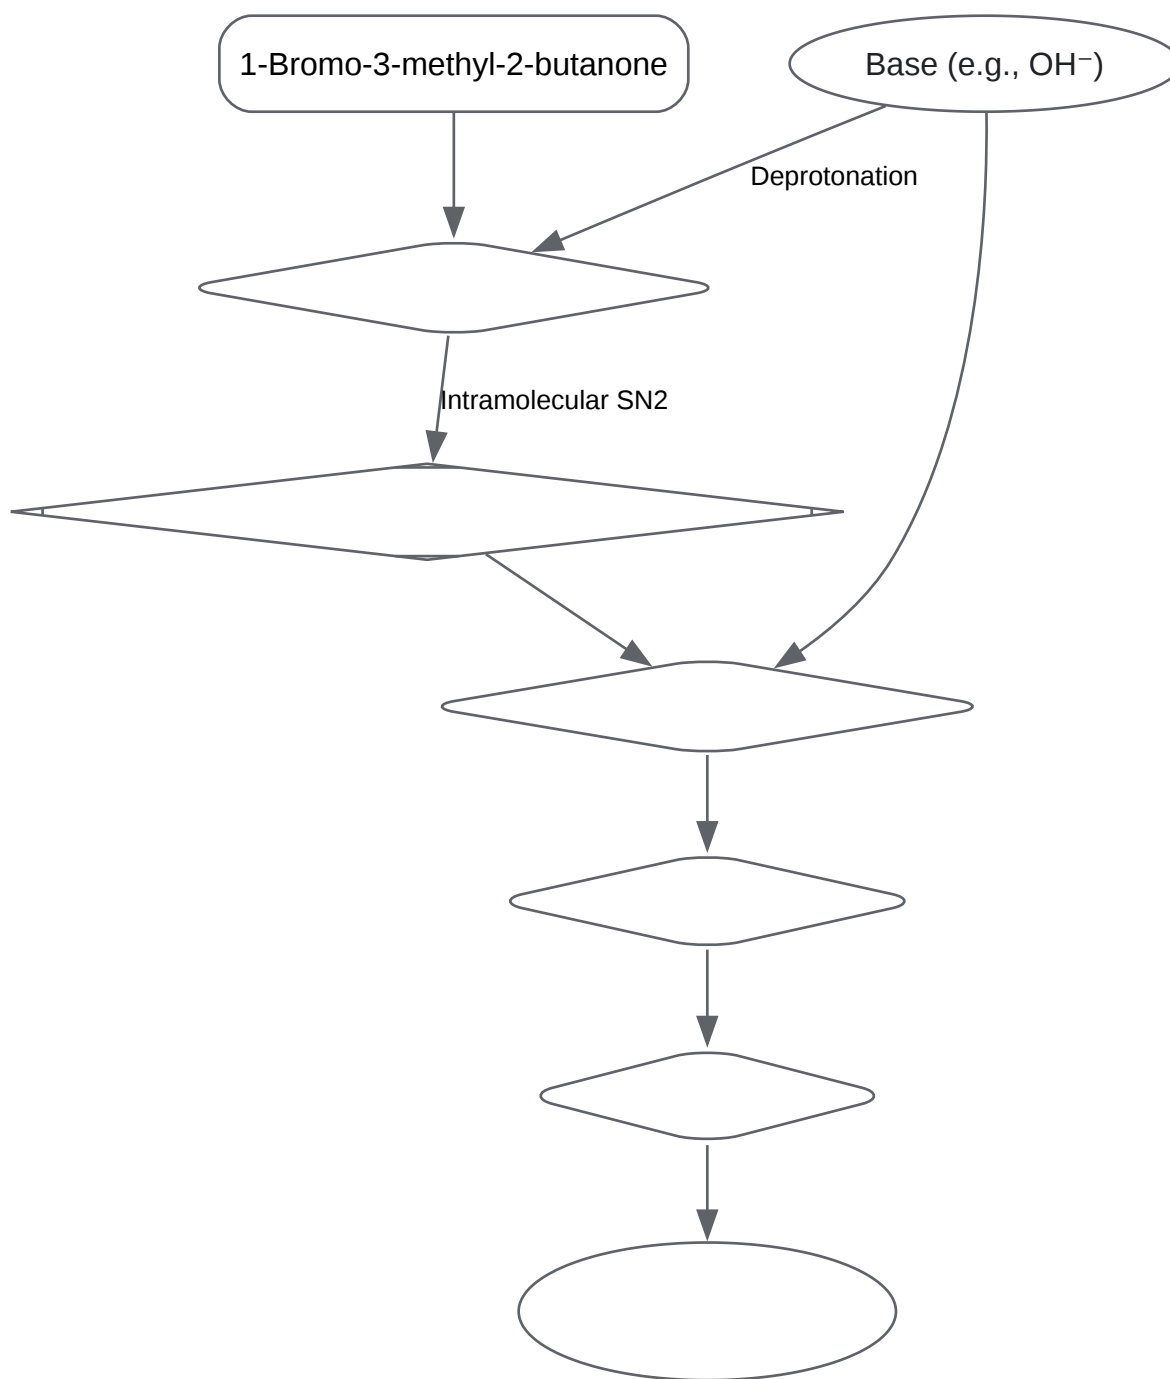 1-Bromo-3-methyl-2-butanone
Base (e.g., OH⁻)
Deprotonation
Intramolecular SN2